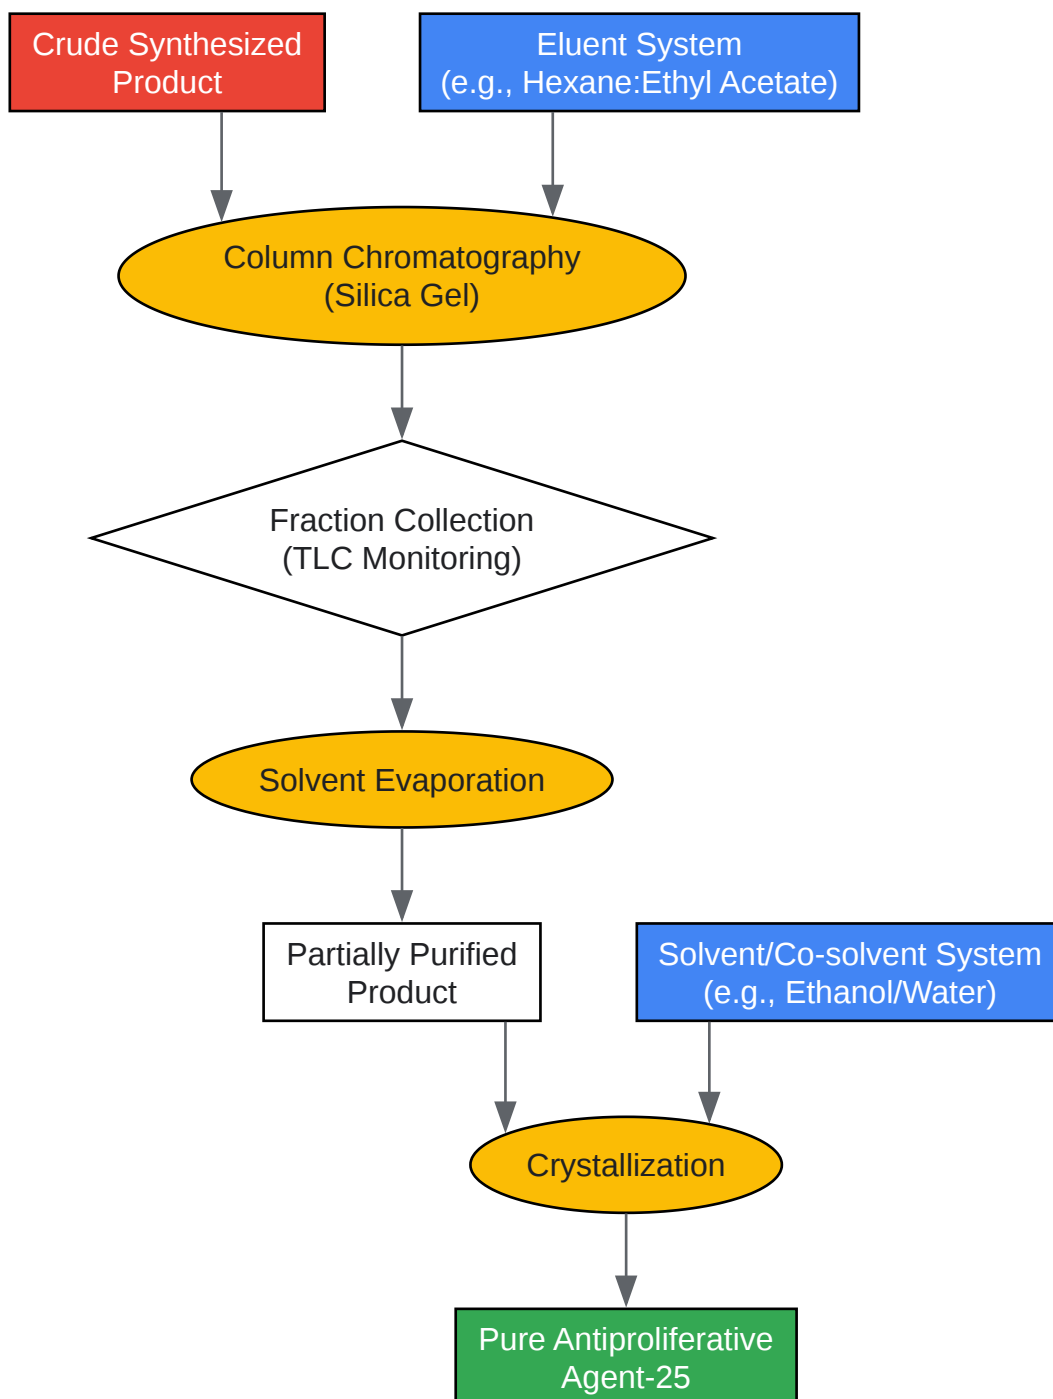 Crude Synthesized
Product
Eluent System
(e.g., Hexane:Ethyl Acetate)
Column Chromatography
(Silica Gel)
Fraction Collection
(TLC Monitoring)
Solvent Evaporation
Partially Purified
Product
Solvent/Co-solvent System
(e.g., Ethanol/Water)
Crystallization
Pure Antiproliferative
Agent-25